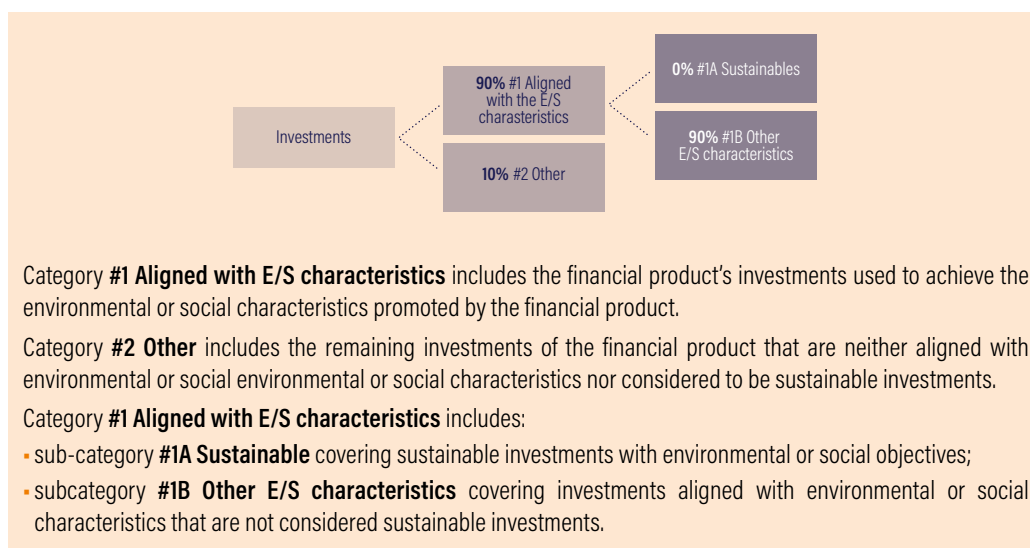 Investments
90% #1 Aligned
with the E/S
charasteristics
10% #2 Other
0% #1A Sustainables
90% #1B Other
E/S characteristics
Category #1 Aligned with E/S characteristics includes the financial product’s investments used to achieve the
environmental or social characteristics promoted by the financial product.
Category #2 Other includes the remaining investments of the financial product that are neither aligned with
environmental or social environmental or social characteristics nor considered to be sustainable investments.
Category #1 Aligned with E/S characteristics includes:
▪ sub-category #1A Sustainable covering sustainable investments with environmental or social objectives;
▪ subcategory #1B Other E/S characteristics covering investments aligned with environmental or social
characteristics that are not considered sustainable investments.